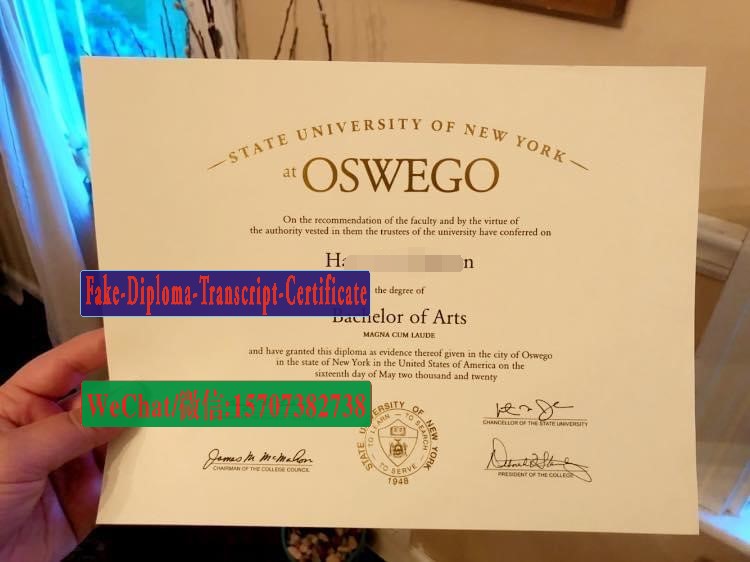 STATE UNIVERSITY OF NEW YORK
at OSWEGO
On the recommendation of the faculty and by the virtue of
the authority vested in them the trustees of the university have conferred on
Ha n
Fake-Diploma-Transcript-Certificate
the degree of
Bachelor of Arts
MAGNA CUM LAUDE
and have granted this diploma as evidence thereof given in the city of Oswego
in the state of New York in the United States of America on the
sixteenth day of May two thousand and twenty
WeChat/微信:15707382738
STATE UNIVERSITY OF NEW YORK
TO LEARN – TO SEARCH – TO SERVE
1948
CHANCELLOR OF THE STATE UNIVERSITY
James M. McMahon
CHAIRMAN OF THE COLLEGE COUNCIL
PRESIDENT OF THE COLLEGE